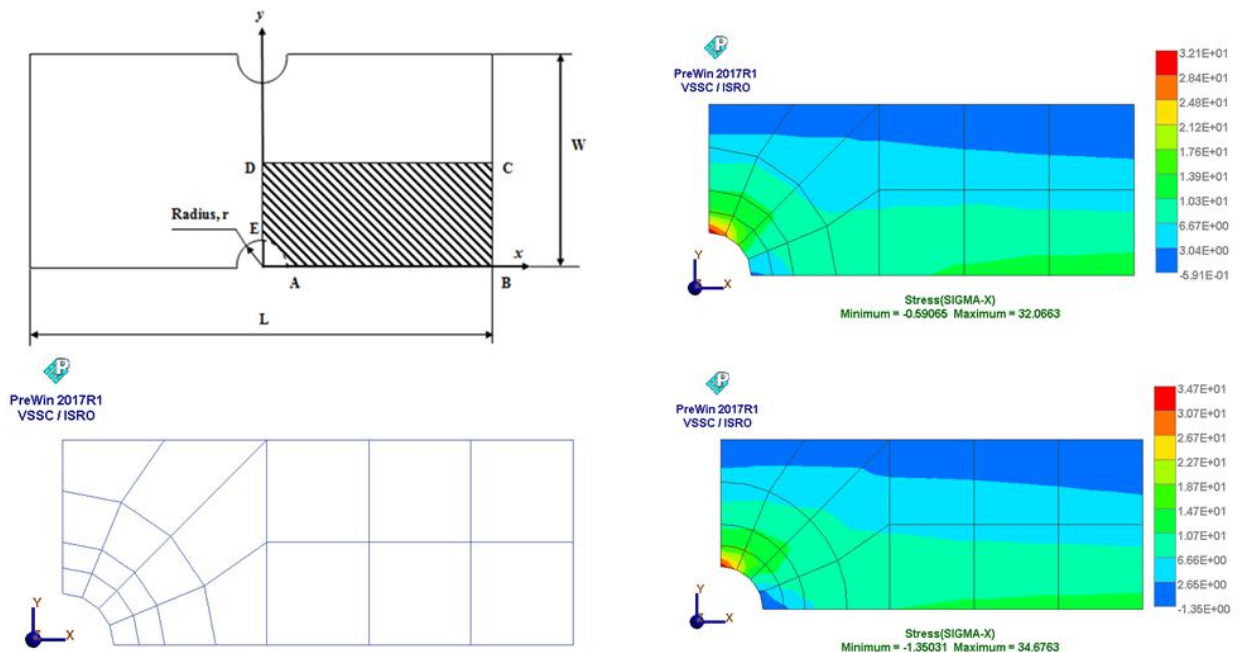 y
D
C
W
Radius, r
E
x
A
B
L
PreWin 2017R1
VSSC / ISRO
3.21E+01
2.84E+01
2.48E+01
2.12E+01
1.76E+01
1.39E+01
1.03E+01
6.67E+00
3.04E+00
-5.91E-01
Y
X
Stress(SIGMA-X)
Minimum = -0.59065 Maximum = 32.0663
PreWin 2017R1
VSSC / ISRO
Y
X
PreWin 2017R1
VSSC / ISRO
3.47E+01
3.07E+01
2.67E+01
2.27E+01
1.87E+01
1.47E+01
1.07E+01
6.66E+00
2.65E+00
-1.35E+00
Y
X
Stress(SIGMA-X)
Minimum = -1.35031 Maximum = 34.6763